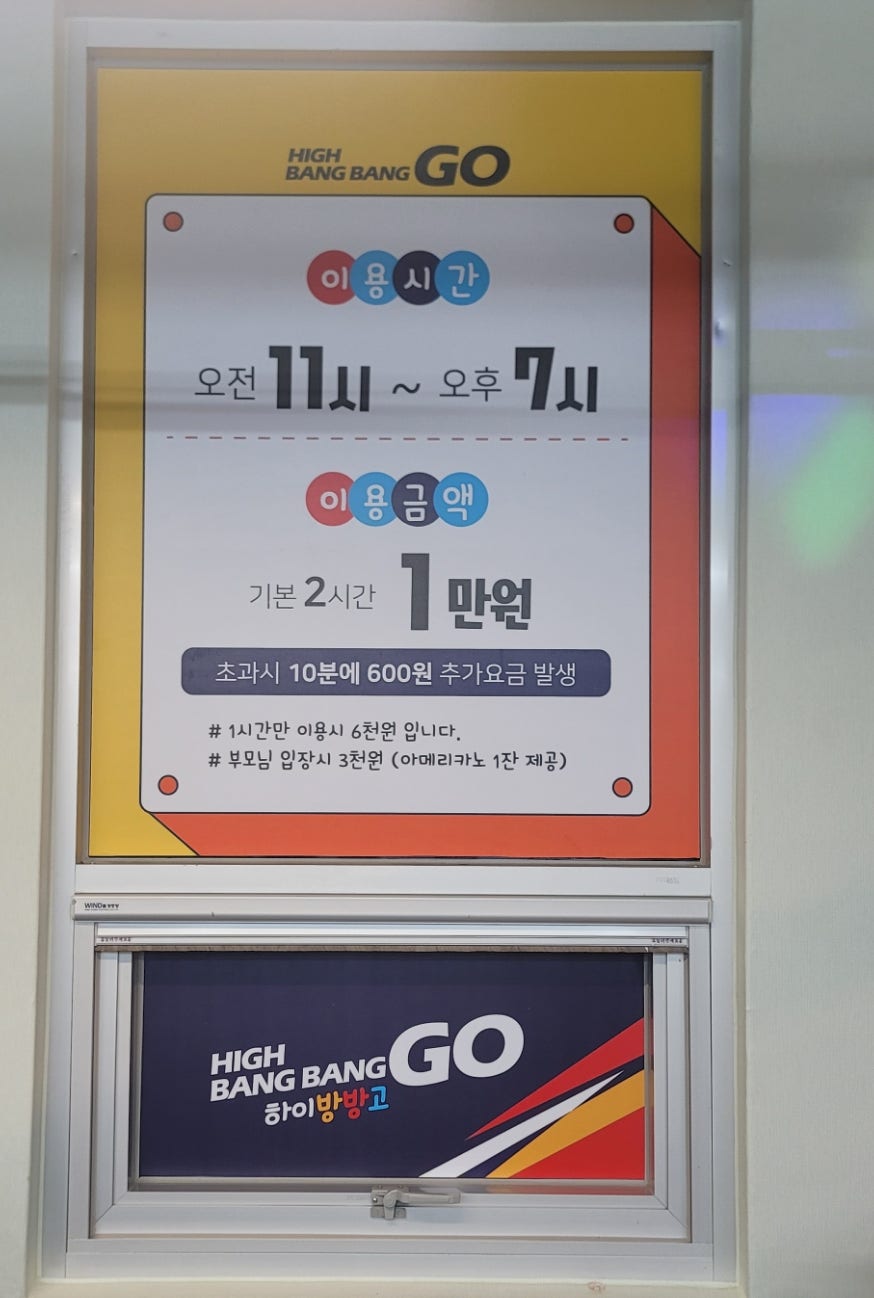 HIGH
BANG BANG GO
이용시간
오전 11시 ~ 오후 7시
이용금액
기본 2시간 1만원
초과시 10분에 600원 추가요금 발생
# 1시간만 이용시 6천원 입니다.
# 부모님 입장시 3천원 (아메리카노 1잔 제공)
HIGH
BANG BANG GO
하이방방고